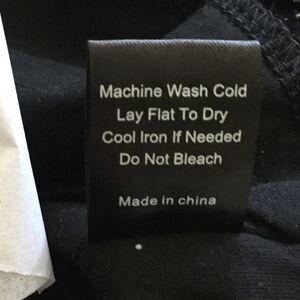 Machine Wash Cold
Lay Flat To Dry
Cool Iron If Needed
Do Not Bleach
Made in china